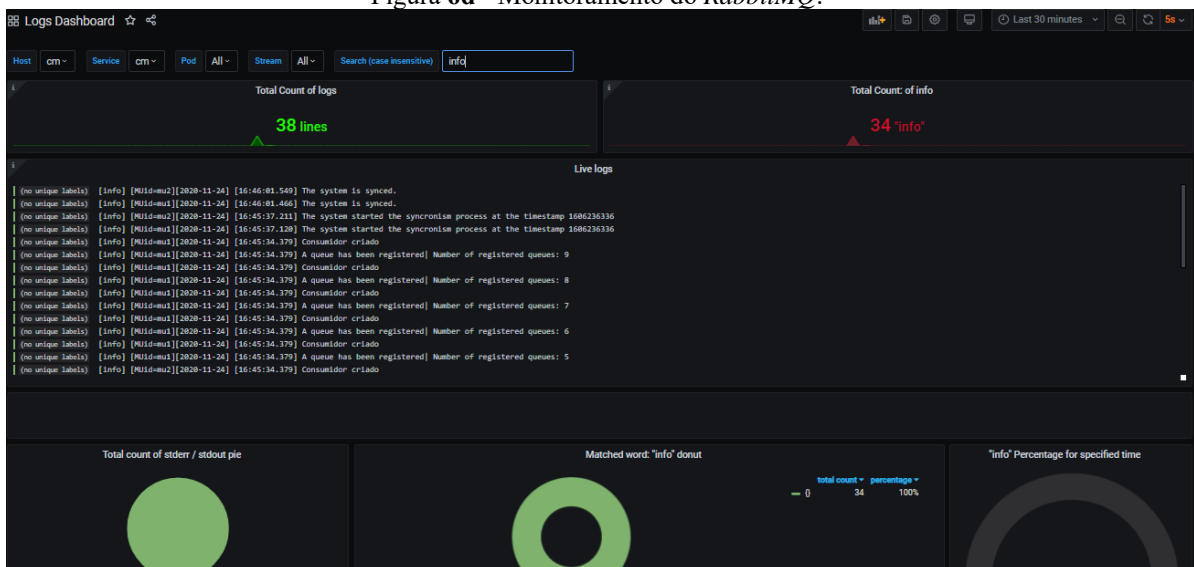 Figura 6d - Monitoramento do RabbitMQ.
Logs Dashboard
Last 30 minutes
5s
Host cm Service cm Pod All Stream All Search (case insensitive) info
Total Count of logs
Total Count: of info
38 lines
34 "info"
Live logs
(no unique labels) [info] [MUid=mu2][2020-11-24] [16:46:01.549] The system is synced.
(no unique labels) [info] [MUid=mu1][2020-11-24] [16:46:01.466] The system is synced.
(no unique labels) [info] [MUid=mu2][2020-11-24] [16:45:37.211] The system started the syncronism process at the timestamp 1606236336
(no unique labels) [info] [MUid=mu1][2020-11-24] [16:45:37.120] The system started the syncronism process at the timestamp 1606236336
(no unique labels) [info] [MUid=mu1][2020-11-24] [16:45:34.379] Consumidor criado
(no unique labels) [info] [MUid=mu1][2020-11-24] [16:45:34.379] A queue has been registered| Number of registered queues: 9
(no unique labels) [info] [MUid=mu1][2020-11-24] [16:45:34.379] Consumidor criado
(no unique labels) [info] [MUid=mu1][2020-11-24] [16:45:34.379] A queue has been registered| Number of registered queues: 8
(no unique labels) [info] [MUid=mu1][2020-11-24] [16:45:34.379] Consumidor criado
(no unique labels) [info] [MUid=mu1][2020-11-24] [16:45:34.379] A queue has been registered| Number of registered queues: 7
(no unique labels) [info] [MUid=mu1][2020-11-24] [16:45:34.379] Consumidor criado
(no unique labels) [info] [MUid=mu1][2020-11-24] [16:45:34.379] A queue has been registered| Number of registered queues: 6
(no unique labels) [info] [MUid=mu1][2020-11-24] [16:45:34.379] Consumidor criado
(no unique labels) [info] [MUid=mu1][2020-11-24] [16:45:34.379] A queue has been registered| Number of registered queues: 5
(no unique labels) [info] [MUid=mu2][2020-11-24] [16:45:34.379] Consumidor criado
Total count of stderr / stdout pie
Matched word: "info" donut
"info" Percentage for specified time
total count percentage
{} 34 100%